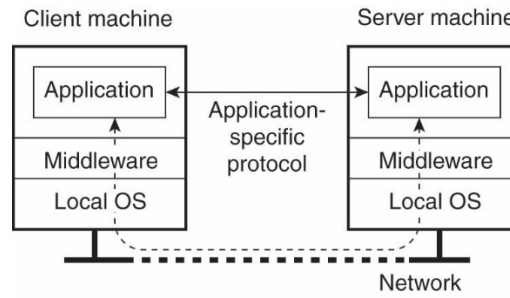 Client machine
Server machine
Application
Application
Application-
specific
protocol
Middleware
Middleware
Local OS
Local OS
Network